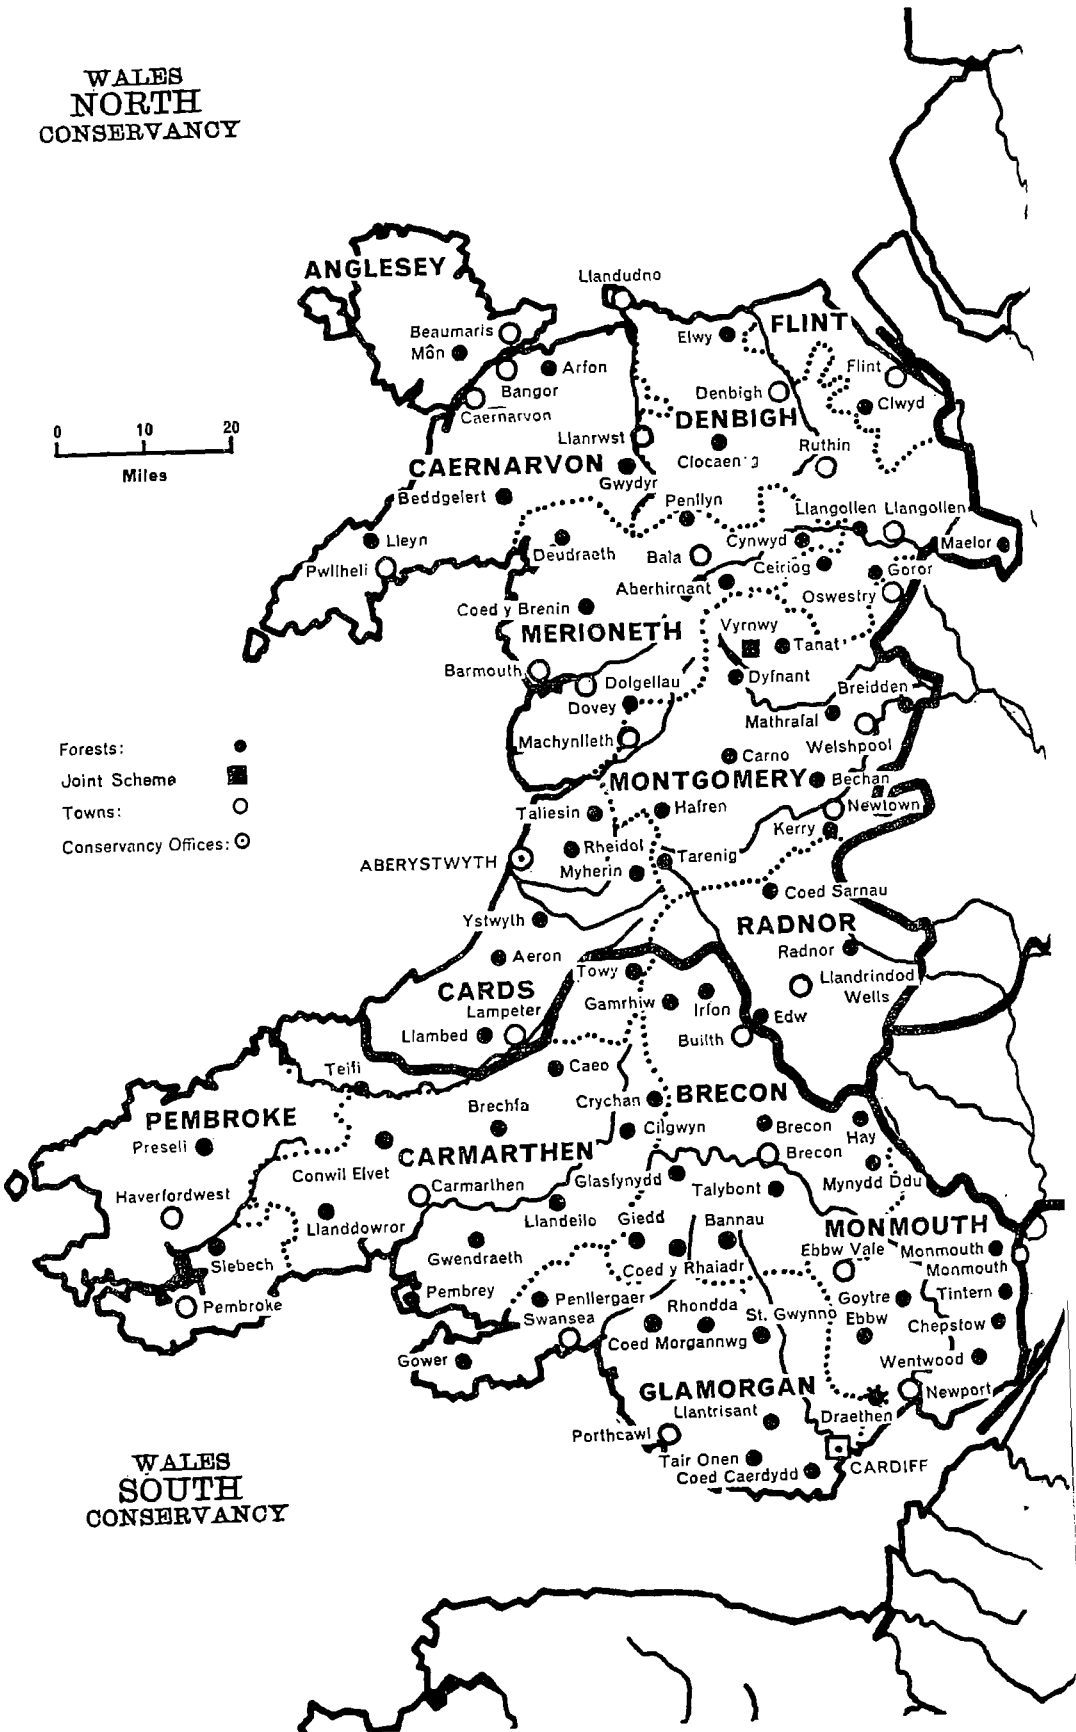 WALES
NORTH
CONSERVANCY
ANGLESEY
Llandudno
Beaumaris
Môn
Elwy
FLINT
Arfon
Bangor
Caernarvon
Flint
Denbigh
Clwyd
DENBIGH
0 10 20
Miles
Llanrwst
Ruthin
CAERNARVON
Clocaenog
Gwydyr
Beddgelert
Penllyn
Llangollen
Llangollen
Lleyn
Deudraeth
Bala
Cynwyd
Maelor
Pwllheli
Ceiriog
Goror
Aberhirnant
Oswestry
Coed y Brenin
MERIONETH
Vyrnwy
Tanat
Barmouth
Dolgellau
Dyfnant
Breidden
Dovey
Mathrafal
Machynlleth
Welshpool
Carno
Forests:
Joint Scheme
Towns:
Conservancy Offices:
MONTGOMERY
Bechan
Taliesin
Hafren
Newtown
Kerry
Rheidol
Tarenig
ABERYSTWYTH
Myherin
Coed Sarnau
Ystwyth
RADNOR
Radnor
Aeron
Towy
Llandrindod
Wells
CARDS
Lampeter
Gamrhiw
Irfon
Edw
Llambed
Builth
Teifi
Caeo
BRECON
Brechfa
Crychan
PEMBROKE
Preseli
Cilgwyn
Brecon
Hay
CARMARTHEN
Brecon
Conwil Elvet
Carmarthen
Glasfynydd
Talybont
Mynydd Ddu
Haverfordwest
Llanddowror
Llandeilo
Giedd
Bannau
MONMOUTH
Gwendraeth
Ebbw Vale
Monmouth
Monmouth
Slebech
Coed y Rhaiadr
Pembrey
Penllergaer
Goytre
Tintern
Pembroke
Swansea
Rhondda
St. Gwynno
Ebbw
Chepstow
Coed Morgannwg
Gower
Wentwood
GLAMORGAN
Newport
Llantrisant
Draethen
Porthcawl
Tair Onen
CARDIFF
Coed Caerdydd
WALES
SOUTH
CONSERVANCY